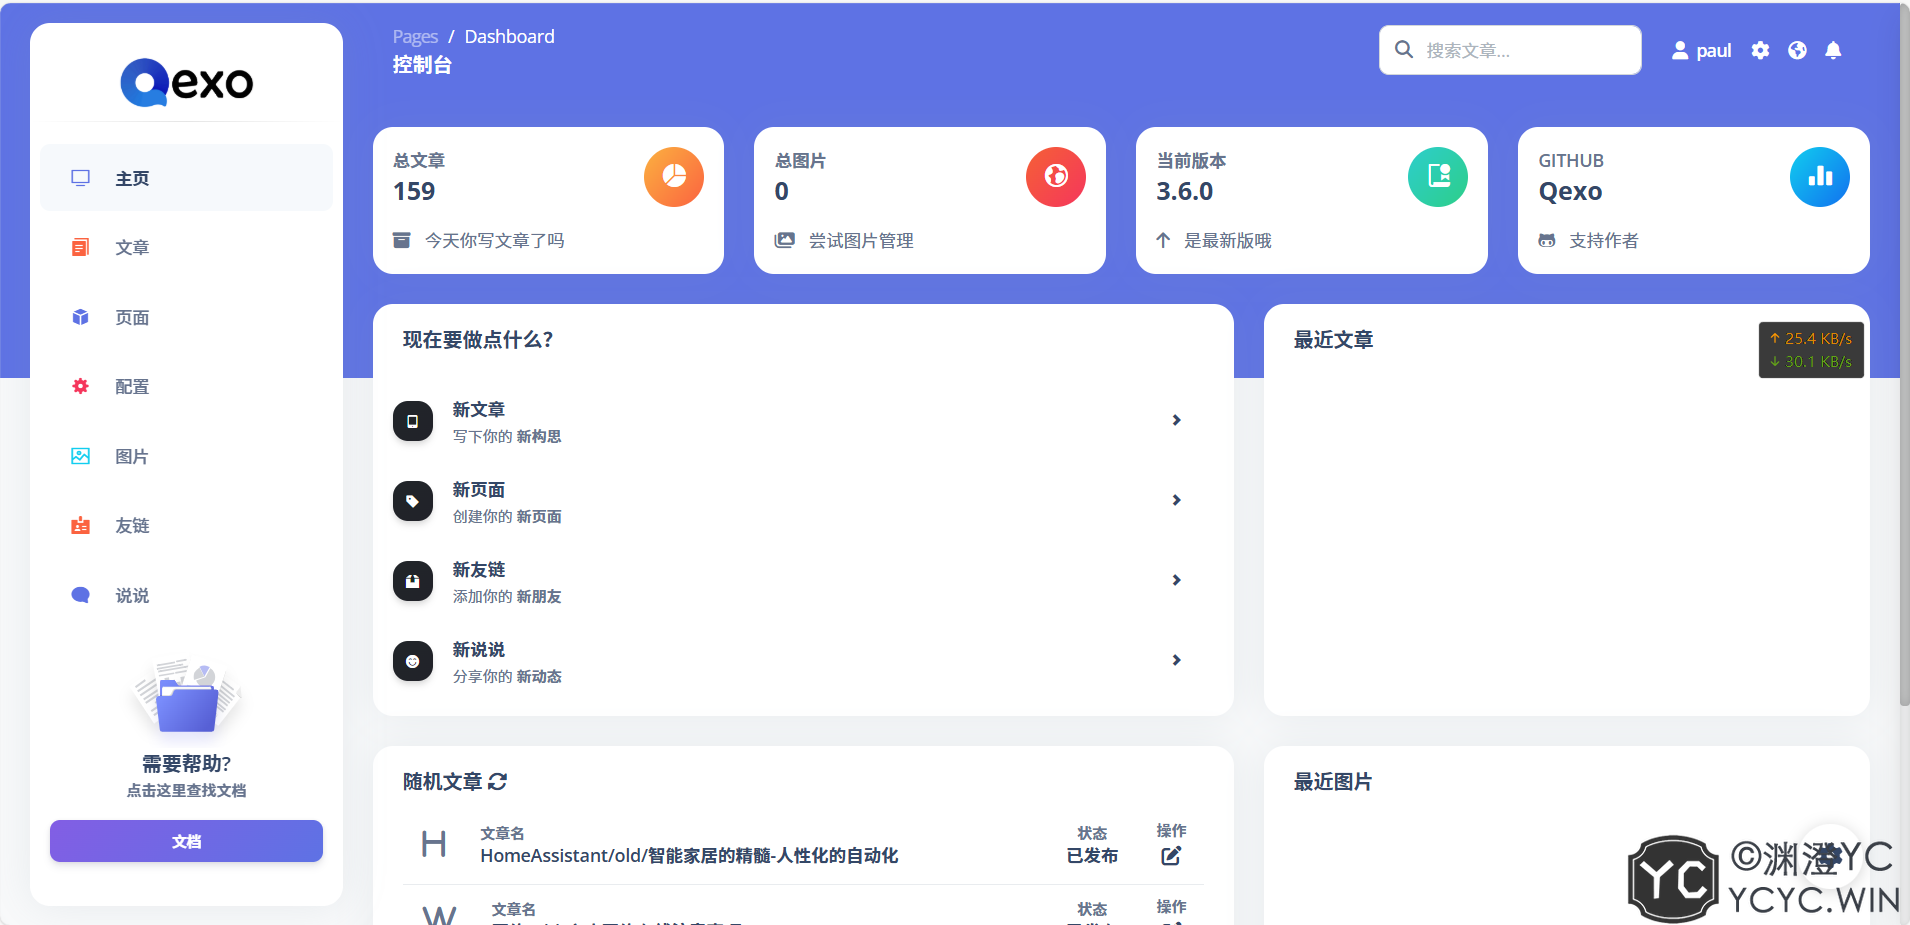 Qexo
Pages / Dashboard
控制台
搜索文章...
paul
主页
文章
页面
配置
图片
友链
说说
需要帮助?
点击这里查找文档
文档
总文章
159
今天你写文章了吗
总图片
0
尝试图片管理
当前版本
3.6.0
是最新版哦
GITHUB
Qexo
支持作者
现在要做点什么?
新文章
写下你的 新构思
新页面
创建你的 新页面
新友链
添加你的 新朋友
新说说
分享你的 新动态
最近文章
↑ 25.4 KB/s
↓ 30.1 KB/s
随机文章
H
文章名
HomeAssistant/old/智能家居的精髓-人性化的自动化
状态
已发布
操作
W
文章名
状态
操作
最近图片
YC
©渊澄YC
YCYC.WIN